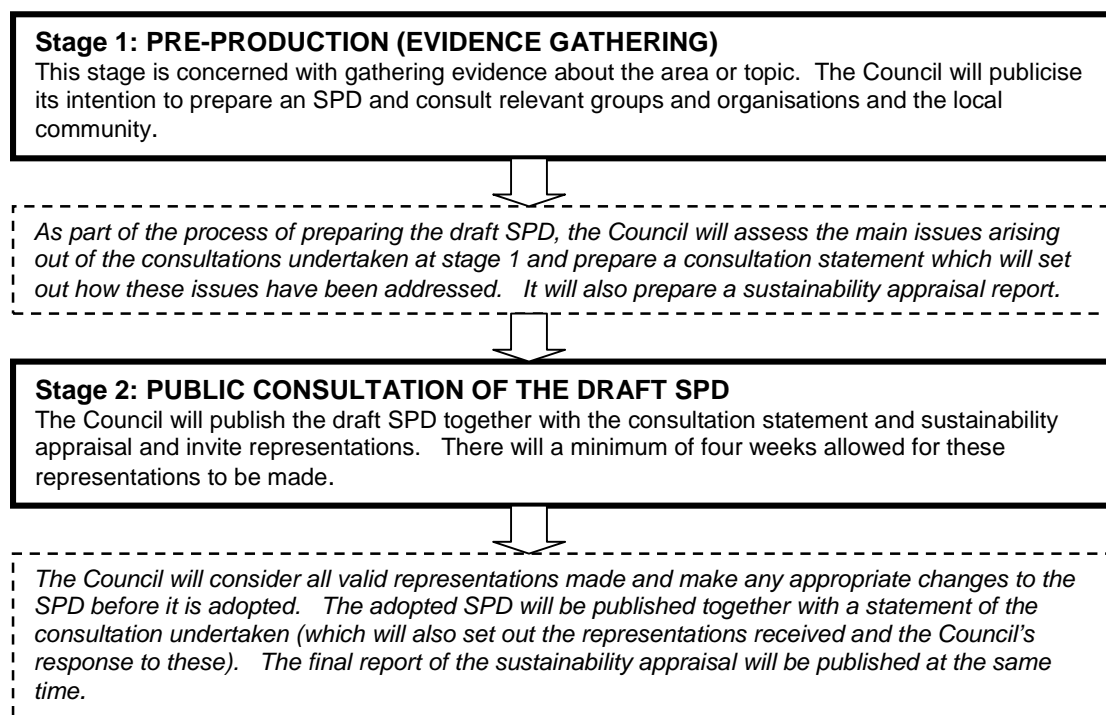 Stage 1: PRE-PRODUCTION (EVIDENCE GATHERING)
This stage is concerned with gathering evidence about the area or topic. The Council will publicise
its intention to prepare an SPD and consult relevant groups and organisations and the local
community.
As part of the process of preparing the draft SPD, the Council will assess the main issues arising
out of the consultations undertaken at stage 1 and prepare a consultation statement which will set
out how these issues have been addressed. It will also prepare a sustainability appraisal report.
Stage 2: PUBLIC CONSULTATION OF THE DRAFT SPD
The Council will publish the draft SPD together with the consultation statement and sustainability
appraisal and invite representations. There will a minimum of four weeks allowed for these
representations to be made.
The Council will consider all valid representations made and make any appropriate changes to the
SPD before it is adopted. The adopted SPD will be published together with a statement of the
consultation undertaken (which will also set out the representations received and the Council's
response to these). The final report of the sustainability appraisal will be published at the same
time.